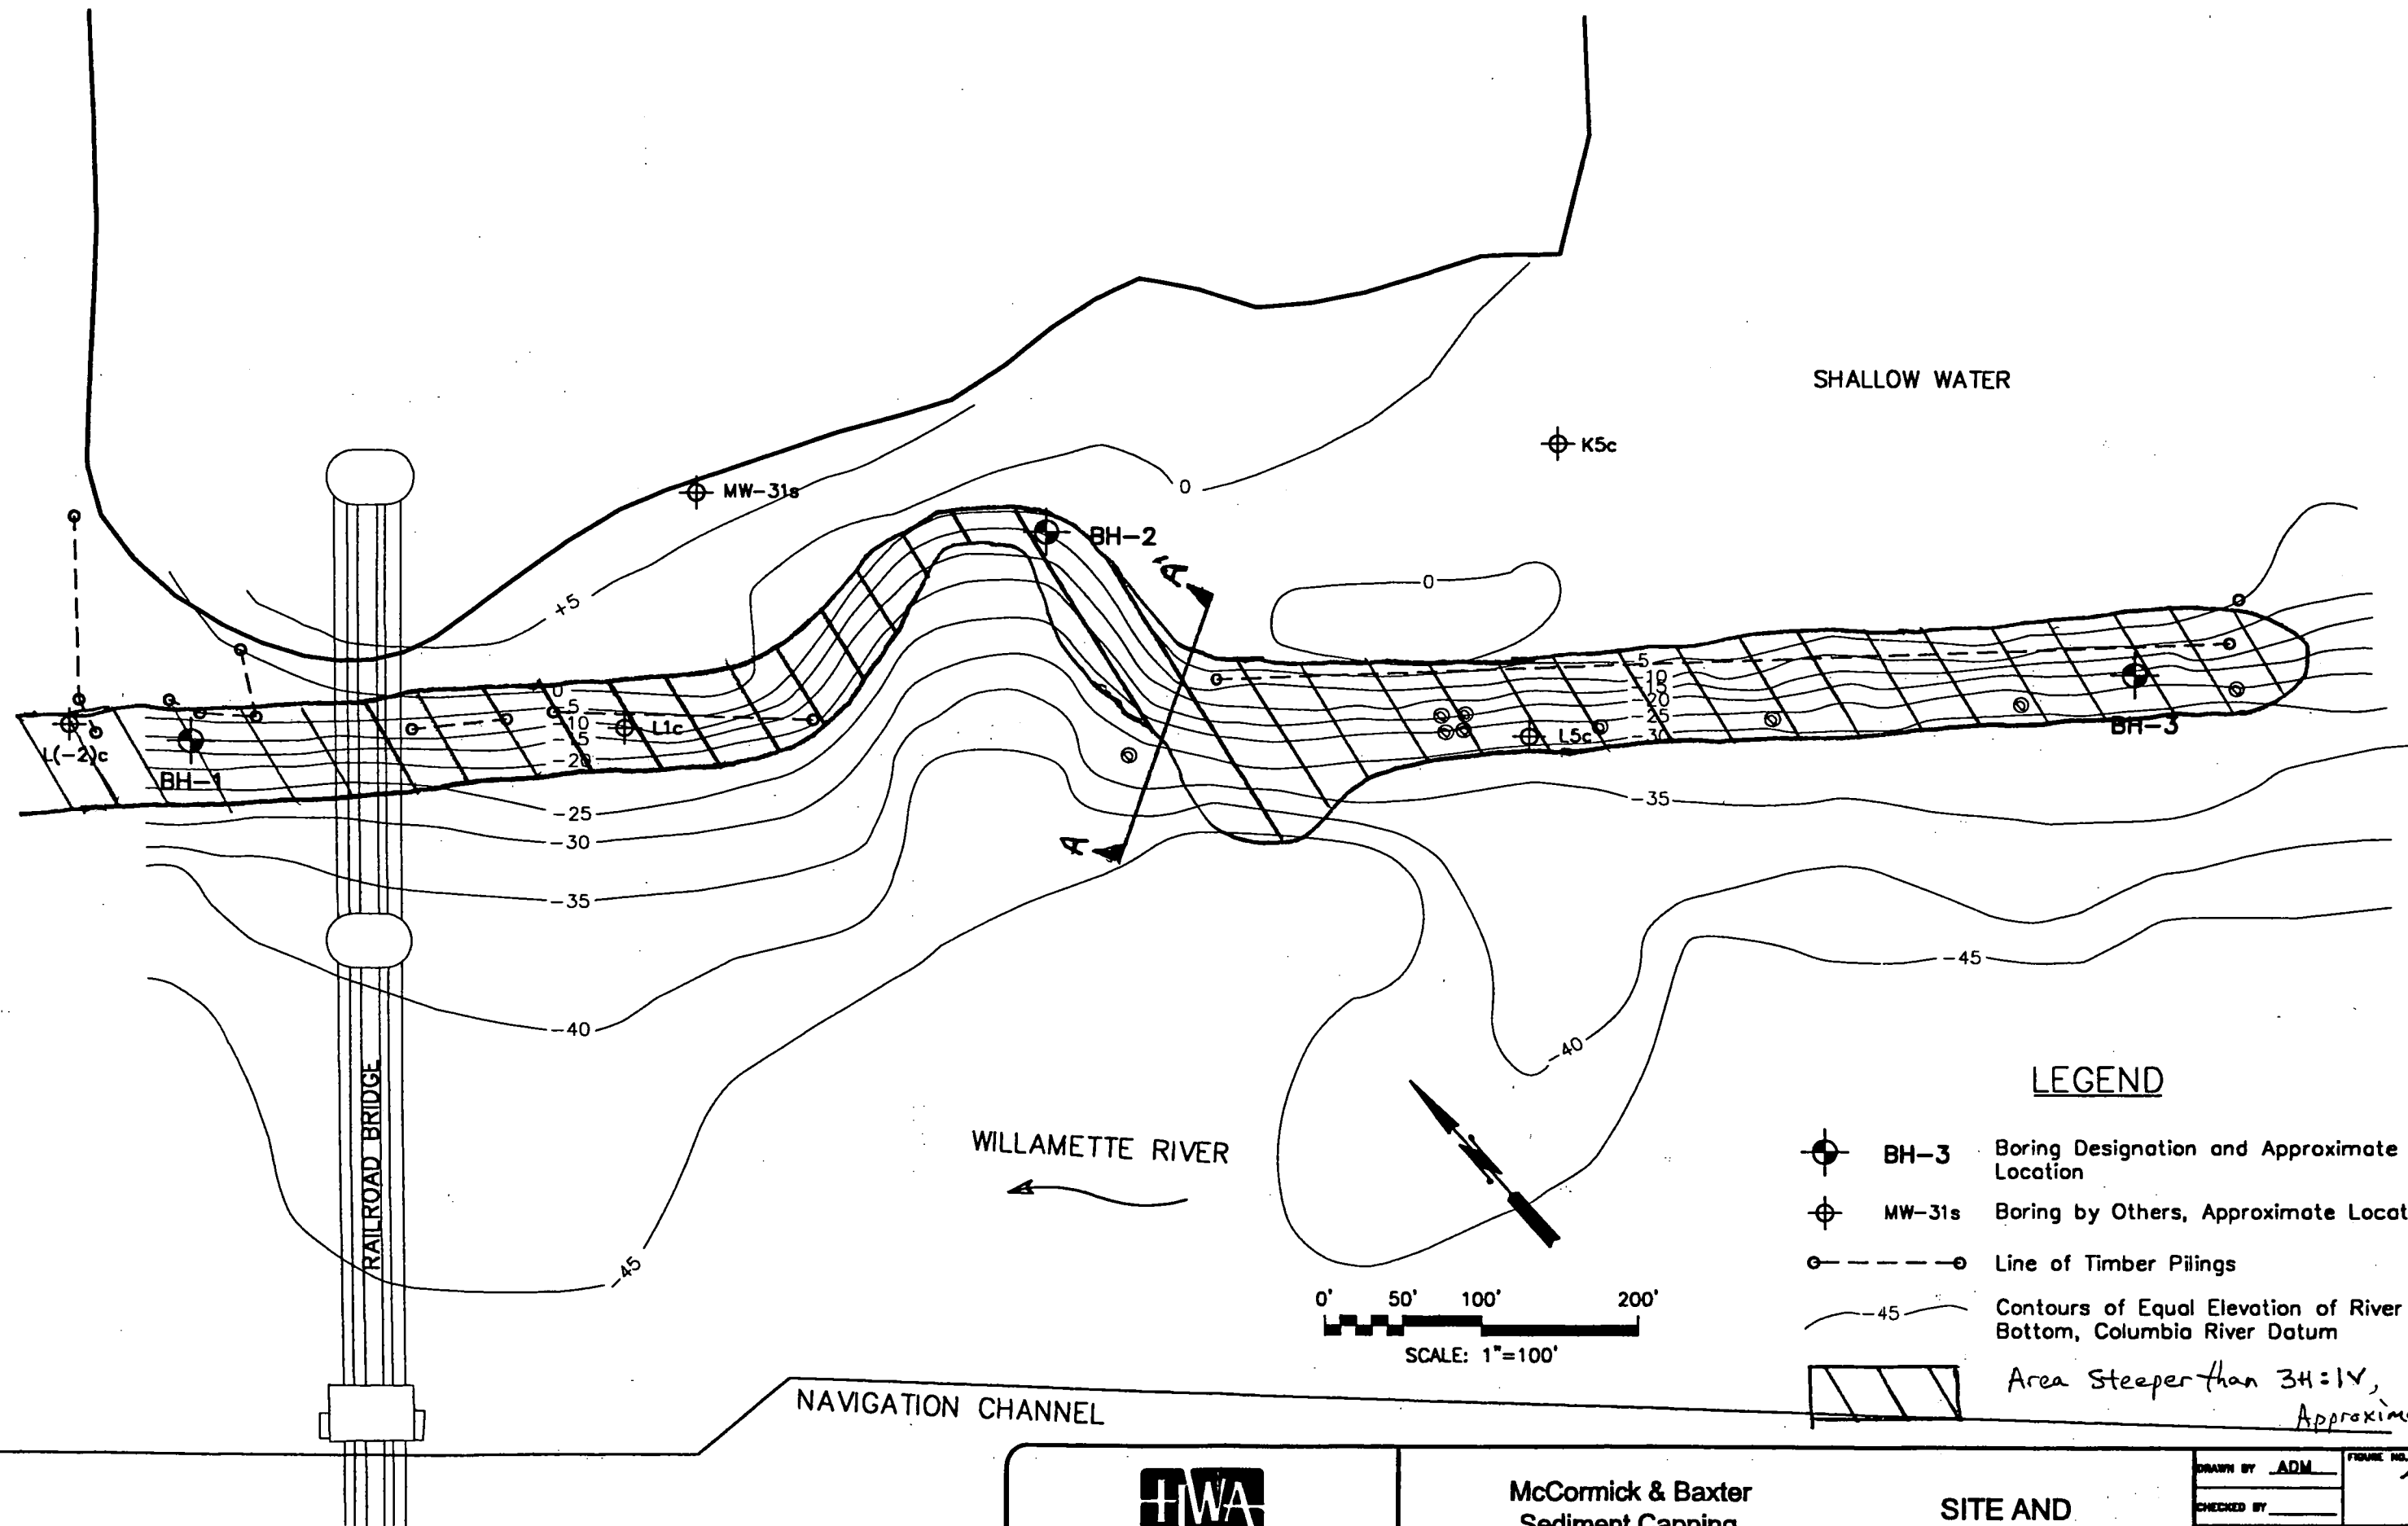 SHALLOW WATER
K5c
MW-31s
0
BH-2
A'
0
+5
0
-5
-10
-15
-20
L1c
L(-2)c
BH-1
-5
-10
-15
-20
-25
-30
L5c
BH-3
-25
-30
-35
-35
A
-40
-45
-40
-45
RAILROAD BRIDGE
WILLAMETTE RIVER
N
0' 50' 100' 200'
SCALE: 1"=100'
NAVIGATION CHANNEL
LEGEND
BH-3 Boring Designation and Approximate
Location
MW-31s Boring by Others, Approximate Locat
Line of Timber Pilings
-45 Contours of Equal Elevation of River
Bottom, Columbia River Datum
Area Steeper than 3H:1V,
Approxim
HWA
McCormick & Baxter
Sediment Capping
SITE AND
DRAWN BY ADM
CHECKED BY
FIGURE NO.